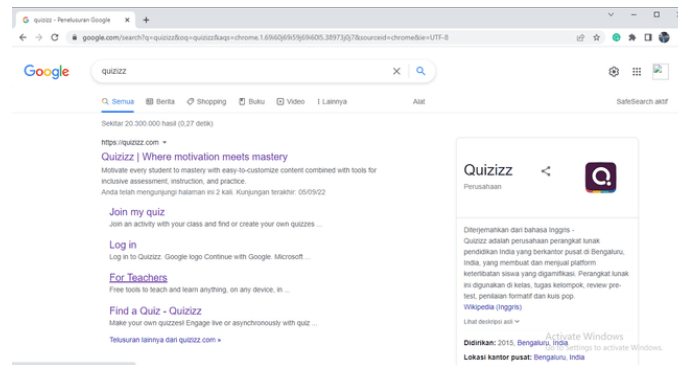 quizizz - Penelusuran Google
google.com/search?q=quizizz&oq=quizizz&aqs=chrome.1.69i60j69i59j69i60l5.38973j0j7&sourceid=chrome&ie=UTF-8
Google
quizizz
Semua Berita Shopping Buku Video Lainnya Alat SafeSearch aktif
Sekitar 20.300.000 hasil (0,27 detik)
https://quizizz.com
Quizizz | Where motivation meets mastery
Motivate every student to mastery with easy-to-customize content combined with tools for
inclusive assessment, instruction, and practice.
Anda telah mengunjungi halaman ini 2 kali. Kunjungan terakhir: 05/09/22
Join my quiz
Join an activity with your class and find or create your own quizzes ...
Log in
Log in to Quizizz. Google logo Continue with Google. Microsoft ...
For Teachers
Free tools to teach and learn anything, on any device, in ...
Find a Quiz - Quizizz
Make your own quizzes! Engage live or asynchronously with quiz ...
Telusuran lainnya dari quizizz.com »
Quizizz
Perusahaan
Diterjemahkan dari bahasa Inggris -
Quizizz adalah perusahaan perangkat lunak
pendidikan India yang berkantor pusat di Bengaluru,
India, yang membuat dan menjual platform
keterlibatan siswa yang digamifikasi. Perangkat lunak
ini digunakan di kelas, tugas kelompok, review pre-
test, penilaian formatif dan kuis pop.
Wikipedia (Inggris)
Lihat deskripsi asli
Didirikan: 2015, Bengaluru, India
Lokasi kantor pusat: Bengaluru, India
Activate Windows
Go to Settings to activate Windows.